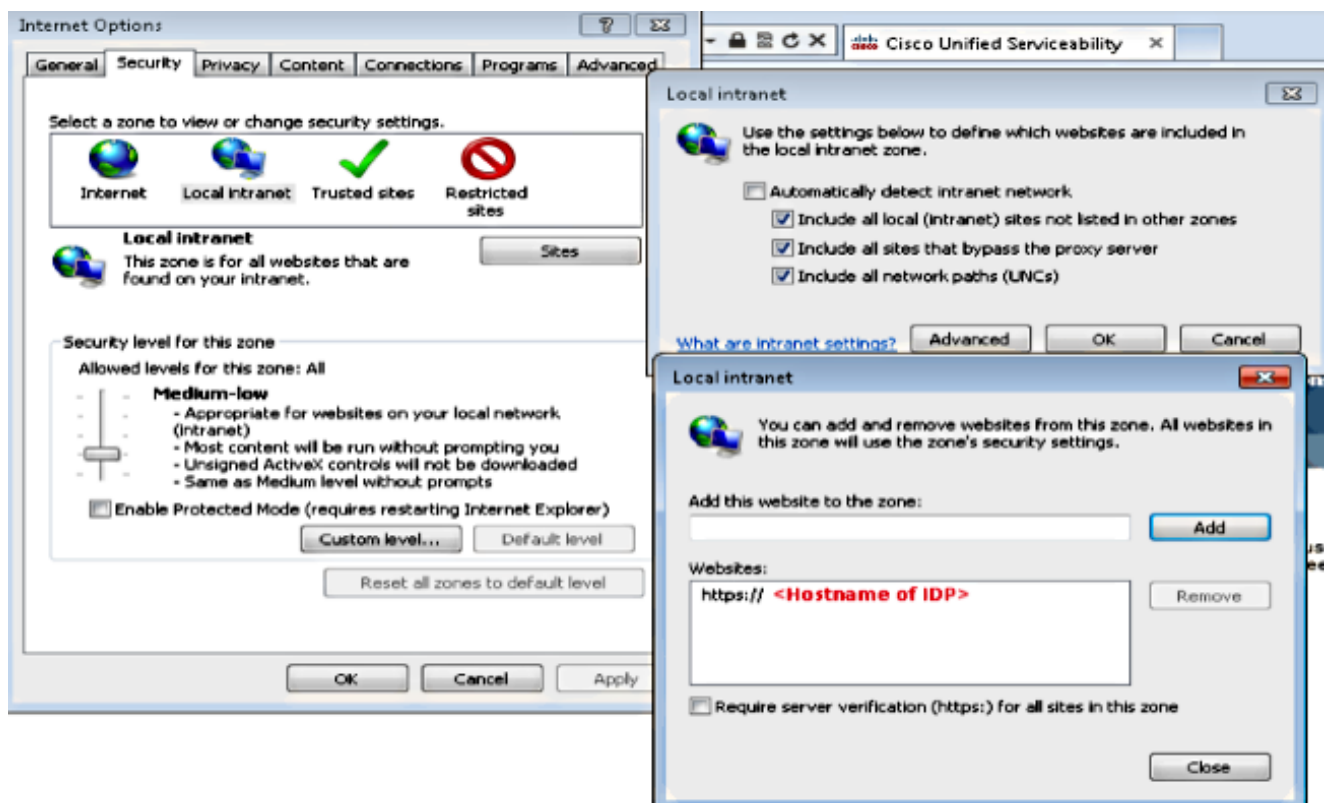 Internet Options
General Security Privacy Content Connections Programs Advanced
Select a zone to view or change security settings.
Internet
Local intranet
Trusted sites
Restricted
sites
Local intranet
This zone is for all websites that are
found on your intranet.
Sites
Security level for this zone
Allowed levels for this zone: All
Medium-low
- Appropriate for websites on your local network
(intranet)
- Most content will be run without prompting you
- Unsigned ActiveX controls will not be downloaded
- Same as Medium level without prompts
Enable Protected Mode (requires restarting Internet Explorer)
Custom level...
Default level
Reset all zones to default level
OK
Cancel
Apply
cisco
Cisco Unified Serviceability
Local intranet
Use the settings below to define which websites are included in
the local intranet zone.
Automatically detect intranet network
Include all local (intranet) sites not listed in other zones
Include all sites that bypass the proxy server
Include all network paths (UNCs)
What are intranet settings?
Advanced
OK
Cancel
Local intranet
You can add and remove websites from this zone. All websites in
this zone will use the zone's security settings.
Add this website to the zone:
Add
Websites:
https:// <Hostname of IDP>
Remove
Require server verification (https:) for all sites in this zone
Close